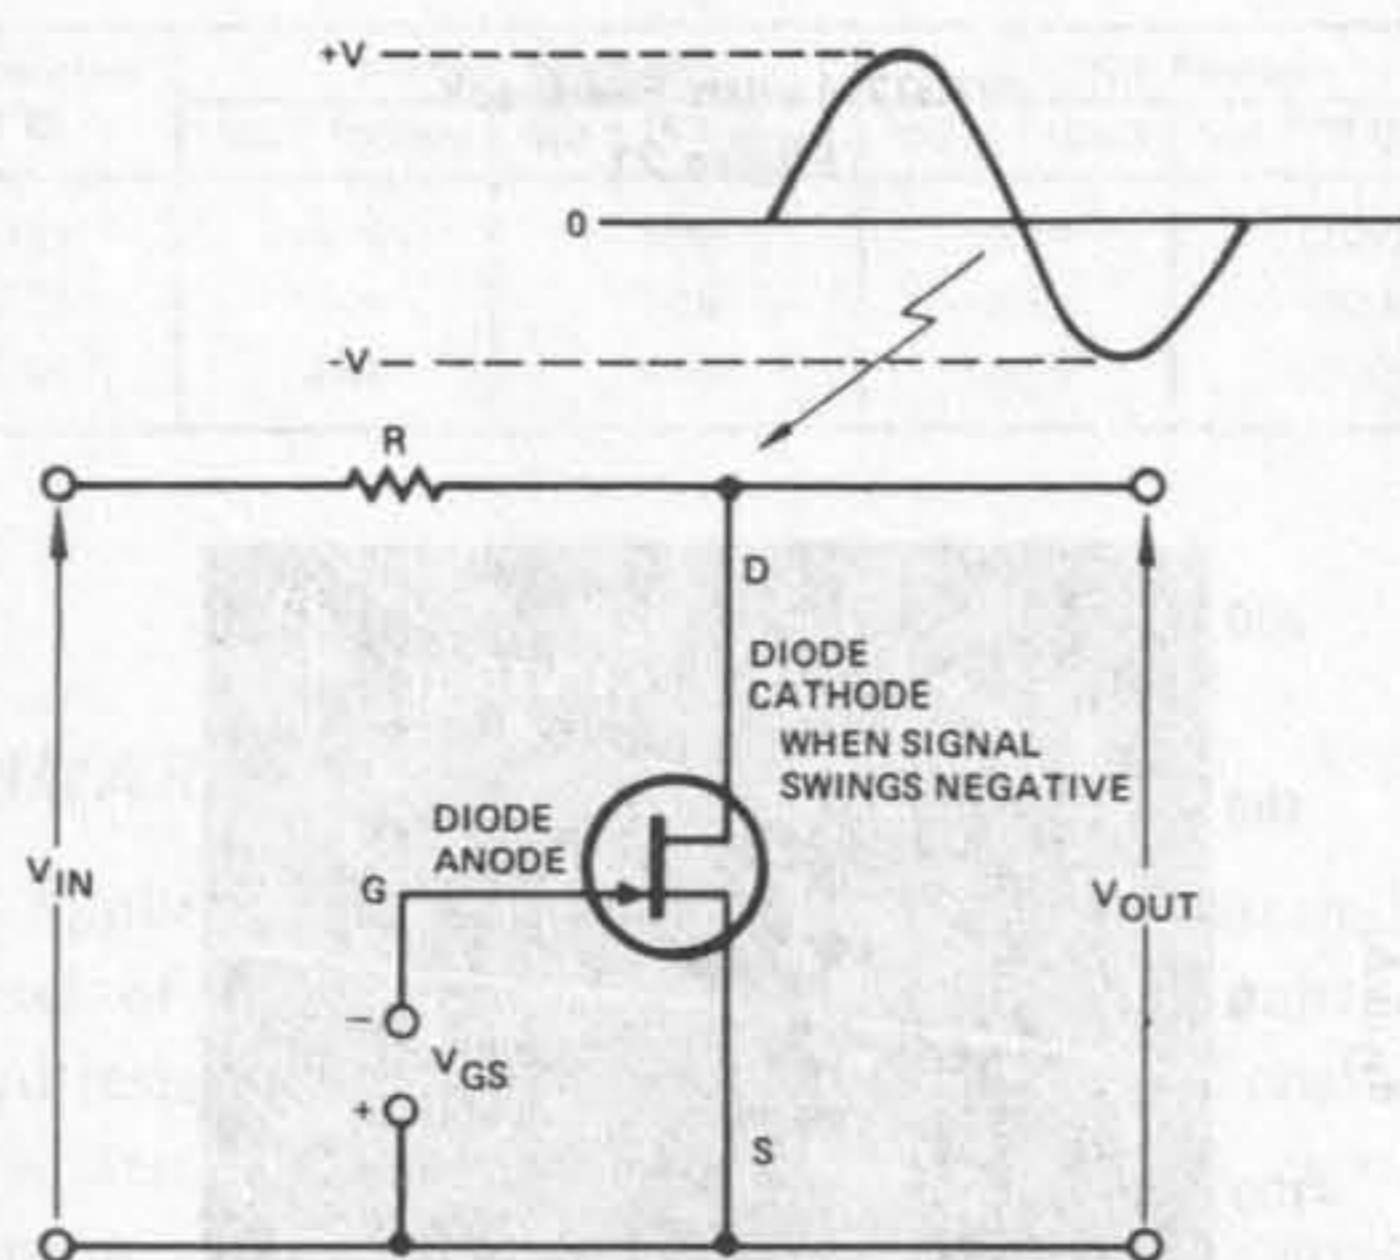 +V
0
-V
R
D
DIODE
CATHODE
WHEN SIGNAL
SWINGS NEGATIVE
DIODE
ANODE
G
VIN
VOUT
–
VGS
+
S